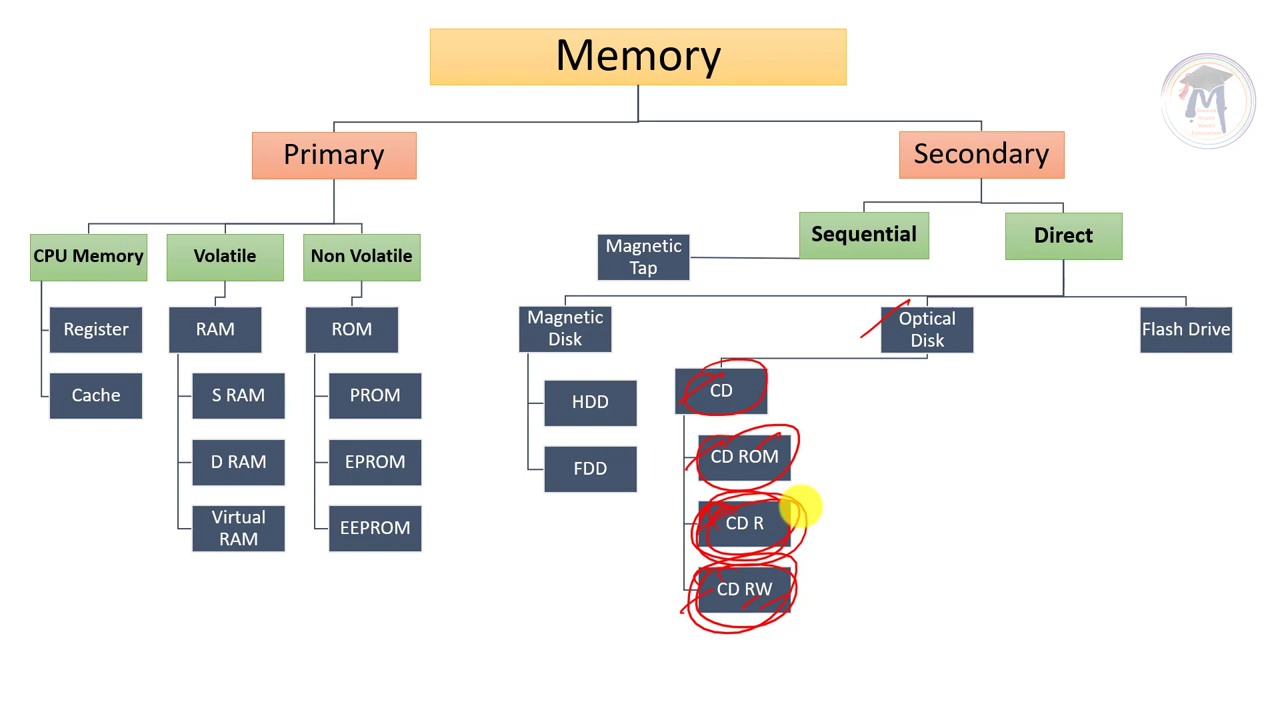 Memory
Primary
Secondary
CPU Memory
Volatile
Non Volatile
Sequential
Direct
Magnetic
Tap
Register
Cache
RAM
S RAM
D RAM
Virtual
RAM
ROM
PROM
EPROM
EEPROM
Magnetic
Disk
HDD
FDD
Optical
Disk
CD
CD ROM
CD R
CD RW
Flash Drive
M